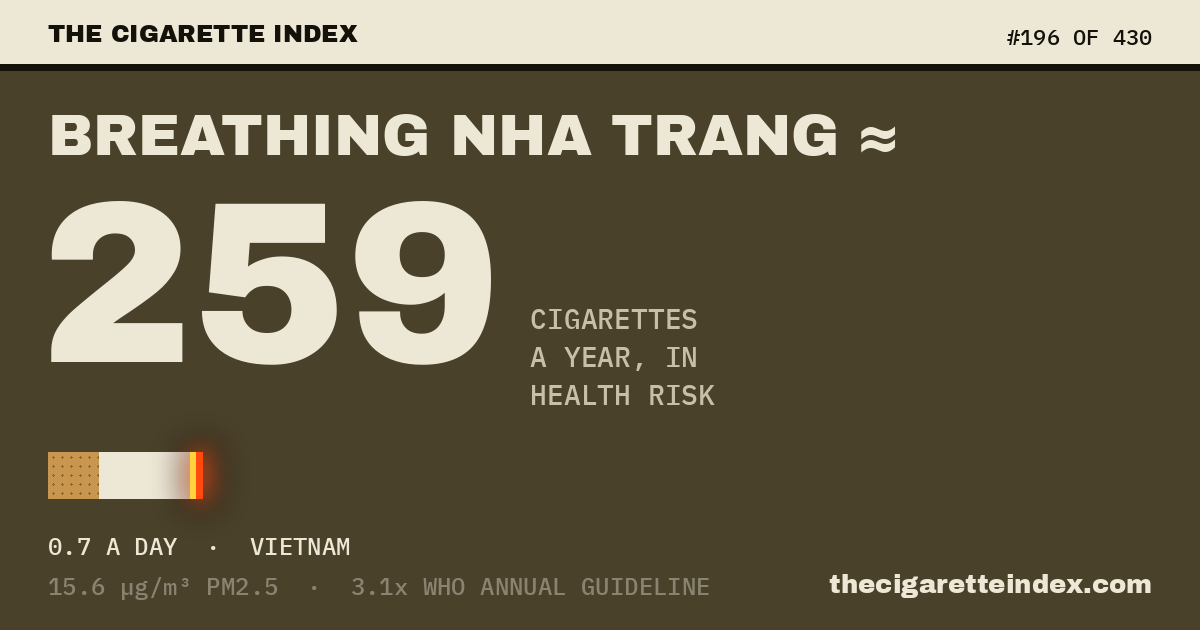 THE CIGARETTE INDEX
#196 OF 430
BREATHING NHA TRANG ≈
259
CIGARETTES
A YEAR, IN
HEALTH RISK
0.7 A DAY · VIETNAM
15.6 µg/m³ PM2.5 · 3.1x WHO ANNUAL GUIDELINE
thecigaretteindex.com